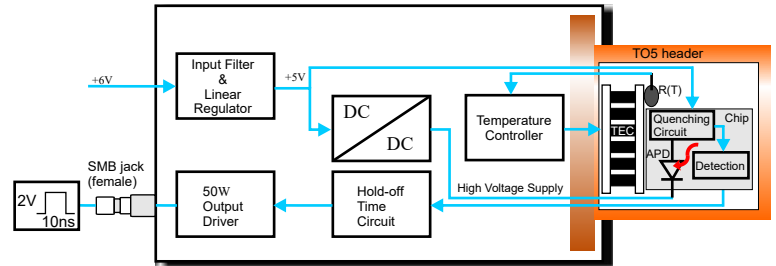 TO5 header
Input Filter
&
Linear
Regulator
+6V
+5V
DC
DC
Temperature
Controller
R(T)
TEC
Chip
Quenching
Circuit
APD
Detection
SMB jack
(female)
2V
10ns
50W
Output
Driver
Hold-off
Time
Circuit
High Voltage Supply